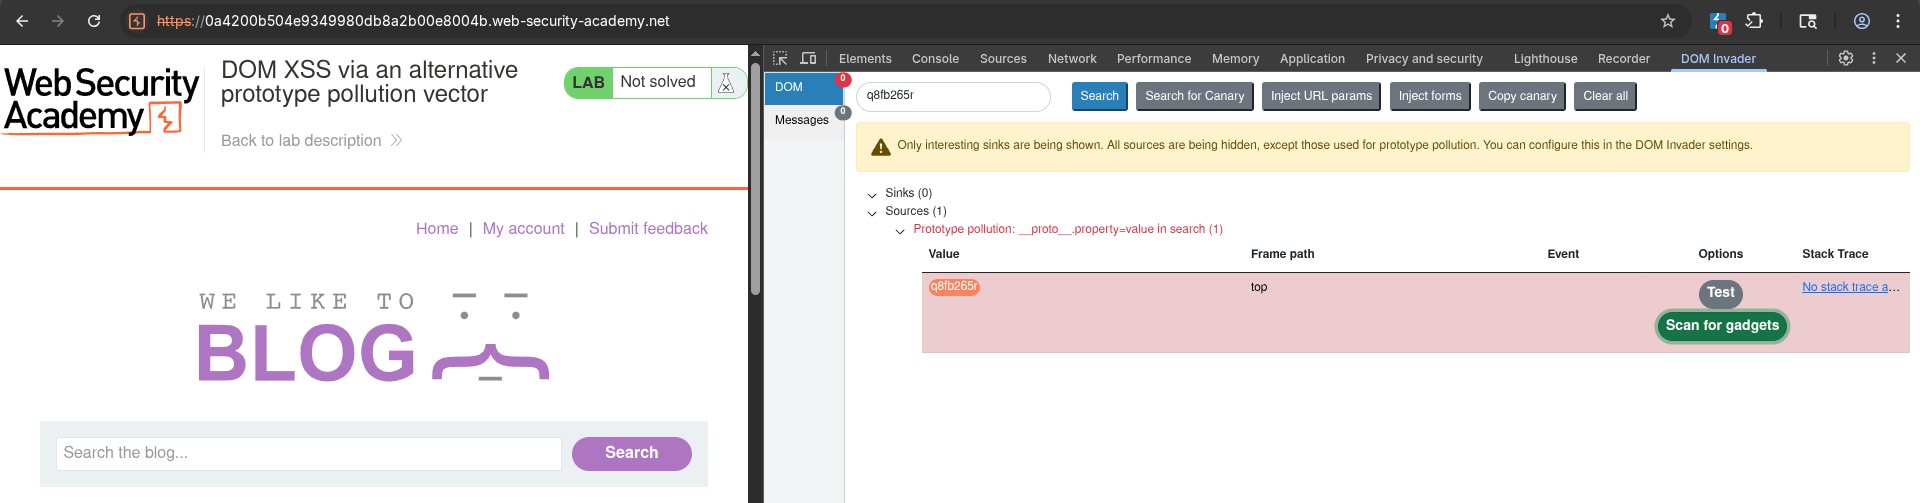 https://0a4200b504e9349980db8a2b00e8004b.web-security-academy.net
0
Web Security
Academy
DOM XSS via an alternative
prototype pollution vector
LAB Not solved
Back to lab description
Home | My account | Submit feedback
WE LIKE TO
BLOG
Search the blog...
Search
Elements Console Sources Network Performance Memory Application Privacy and security Lighthouse Recorder DOM Invader
DOM 0
Messages 0
q8fb265r Search Search for Canary Inject URL params Inject forms Copy canary Clear all
Only interesting sinks are being shown. All sources are being hidden, except those used for prototype pollution. You can configure this in the DOM Invader settings.
Sinks (0)
Sources (1)
Prototype pollution: __proto__.property=value in search (1)
Value Frame path Event Options Stack Trace
q8fb265r top Test No stack trace a...
Scan for gadgets